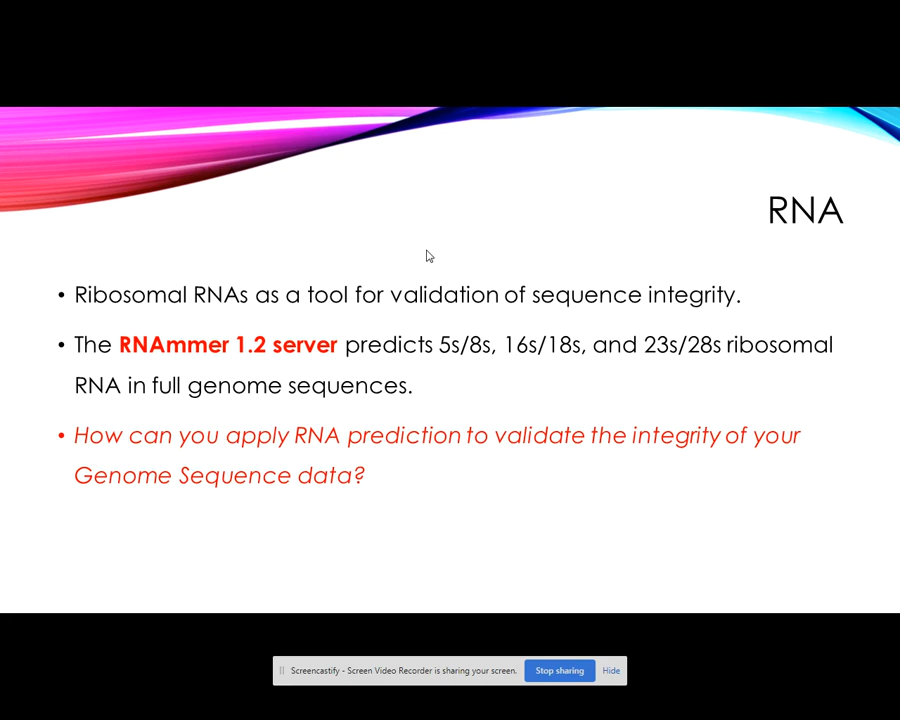 RNA
• Ribosomal RNAs as a tool for validation of sequence integrity.
• The RNAmmer 1.2 server predicts 5s/8s, 16s/18s, and 23s/28s ribosomal
RNA in full genome sequences.
• How can you apply RNA prediction to validate the integrity of your
Genome Sequence data?
Screencastify - Screen Video Recorder is sharing your screen. Stop sharing Hide